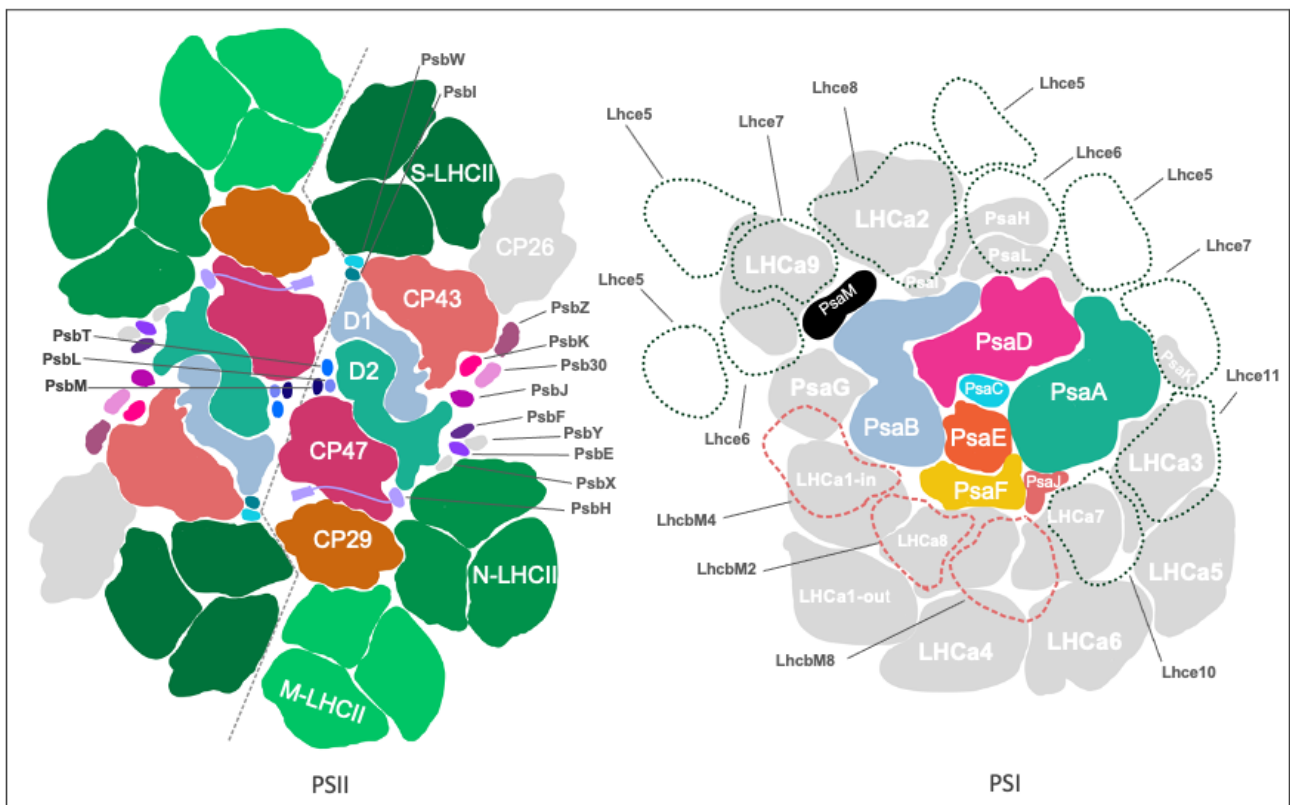 PsbW
PsbI
S-LHCII
CP26
CP43
D1
D2
PsbT
PsbL
PsbM
PsbZ
PsbK
Psb30
PsbJ
PsbF
PsbY
PsbE
PsbX
PsbH
CP47
CP29
N-LHCII
M-LHCII
PSII
Lhce5
Lhce8
Lhce7
Lhce5
Lhce6
Lhce5
Lhce7
LHCa2
PsaH
PsaL
LHCa9
PsaI
PsaM
Lhce5
PsaD
PsaK
Lhce11
PsaG
PsaC
PsaA
Lhce6
PsaB
PsaE
LHCa3
LHCa1-in
PsaF
PsaJ
LhcbM4
LHCa7
LHCa8
LhcbM2
LHCa5
LHCa1-out
LHCa4
LHCa6
LhcbM8
Lhce10
PSI